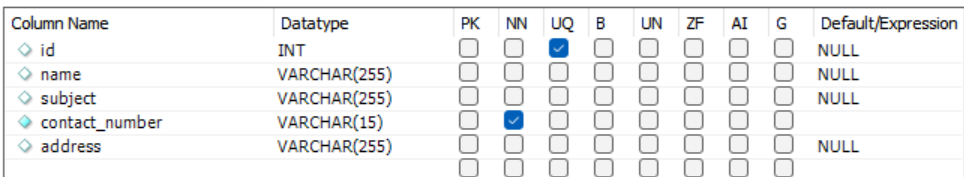 Column Name Datatype PK NN UQ B UN ZF AI G Default/Expression
id INT NULL
name VARCHAR(255) NULL
subject VARCHAR(255) NULL
contact_number VARCHAR(15)
address VARCHAR(255) NULL